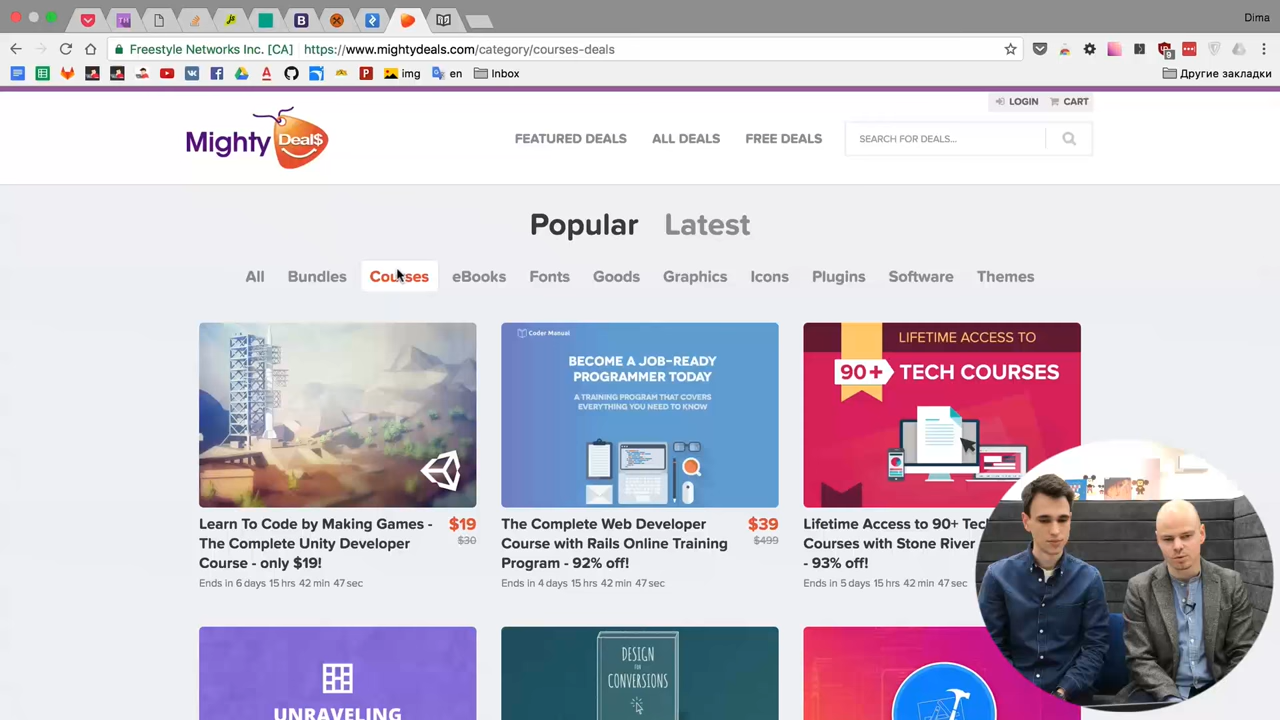 Dima
Freestyle Networks Inc. [CA]
https://www.mightydeals.com/category/courses-deals
9
img
en
Inbox
Другие закладки
LOGIN
CART
Mighty Deal$
FEATURED DEALS
ALL DEALS
FREE DEALS
SEARCH FOR DEALS...
Popular
Latest
All
Bundles
Courses
eBooks
Fonts
Goods
Graphics
Icons
Plugins
Software
Themes
Coder Manual
BECOME A JOB-READY
PROGRAMMER TODAY
A TRAINING PROGRAM THAT COVERS
EVERYTHING YOU NEED TO KNOW
LIFETIME ACCESS TO
90+ TECH COURSES
Learn To Code by Making Games -
The Complete Unity Developer
Course - only $19!
$19
$30
Ends in 6 days 15 hrs 42 min 47 sec
The Complete Web Developer
Course with Rails Online Training
Program - 92% off!
$39
$499
Ends in 4 days 15 hrs 42 min 47 sec
Lifetime Access to 90+
Courses with Stone River
- 93% off!
Ends in 5 days 15 hrs 42 min 47 sec
UNRAVELING
DESIGN
FOR
CONVERSIONS